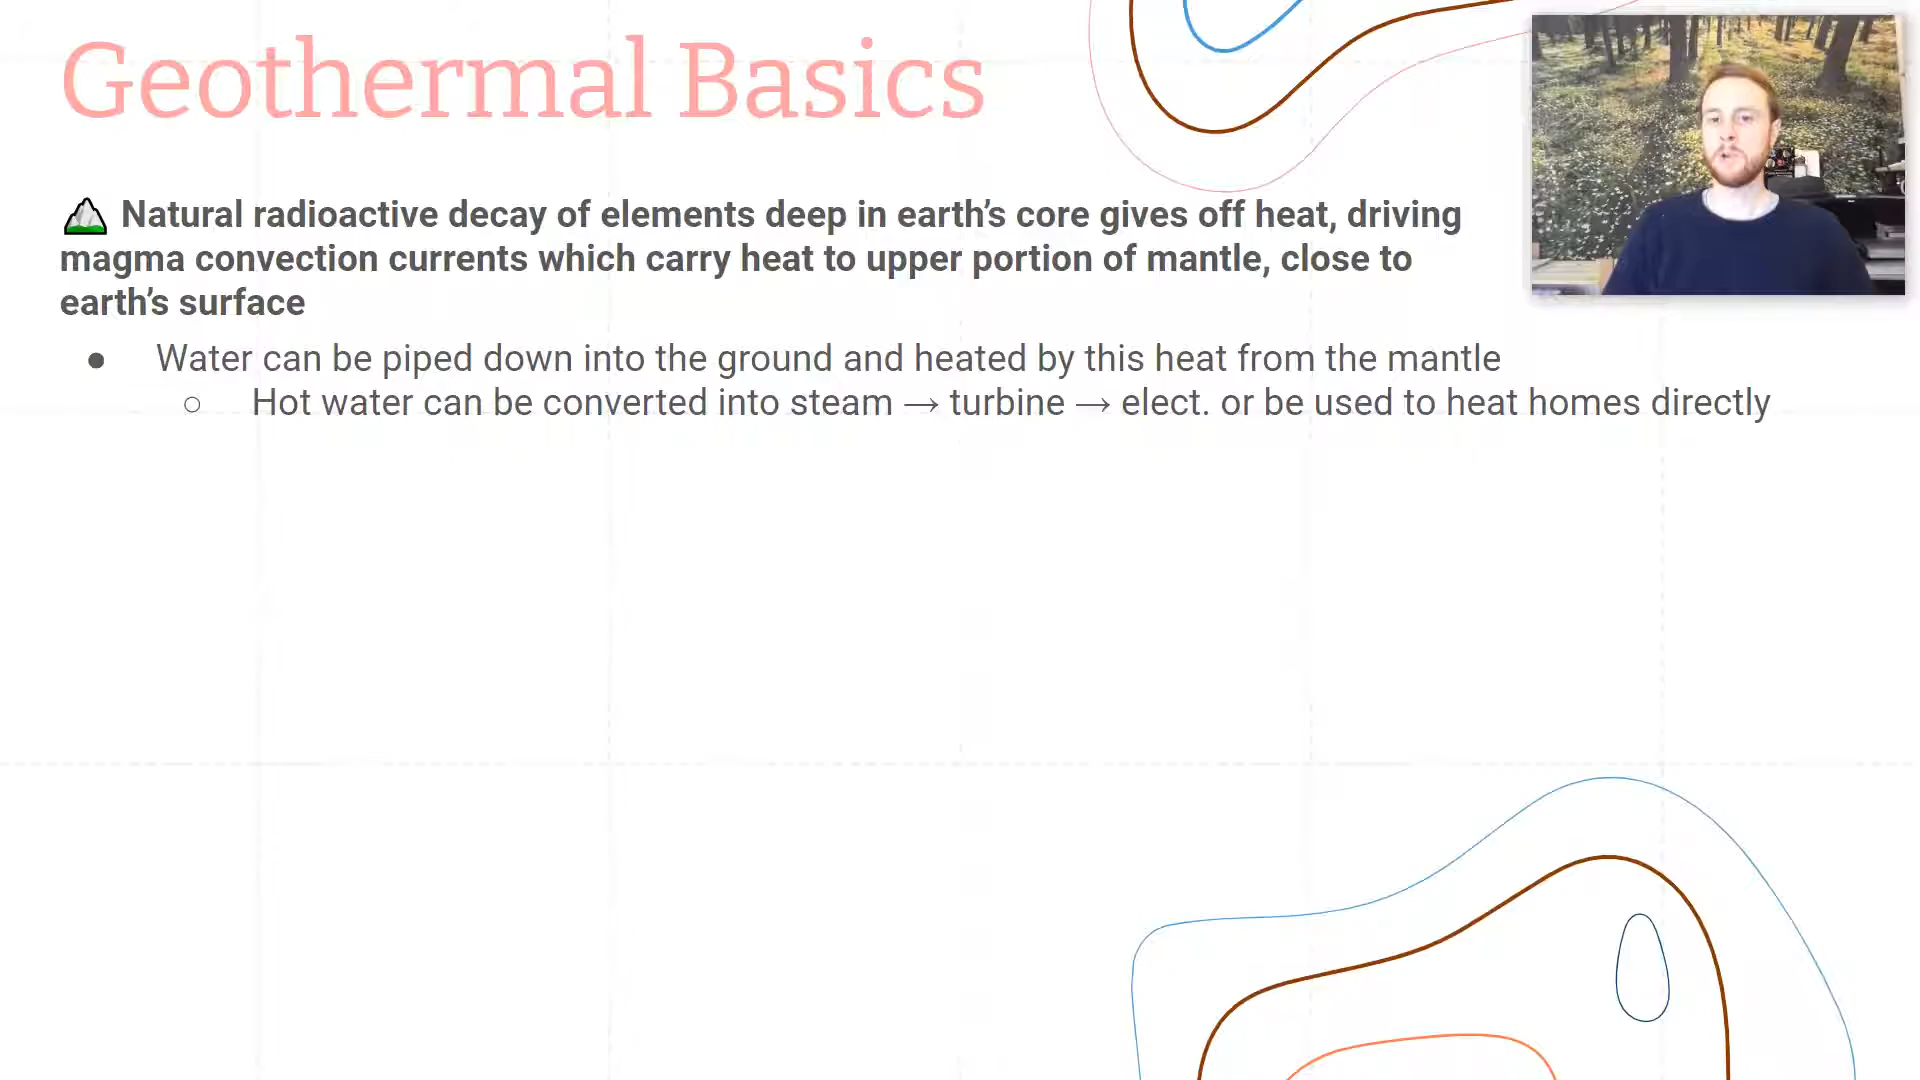 Geothermal Basics
Natural radioactive decay of elements deep in earth’s core gives off heat, driving
magma convection currents which carry heat to upper portion of mantle, close to
earth’s surface
● Water can be piped down into the ground and heated by this heat from the mantle
○ Hot water can be converted into steam → turbine → elect. or be used to heat homes directly